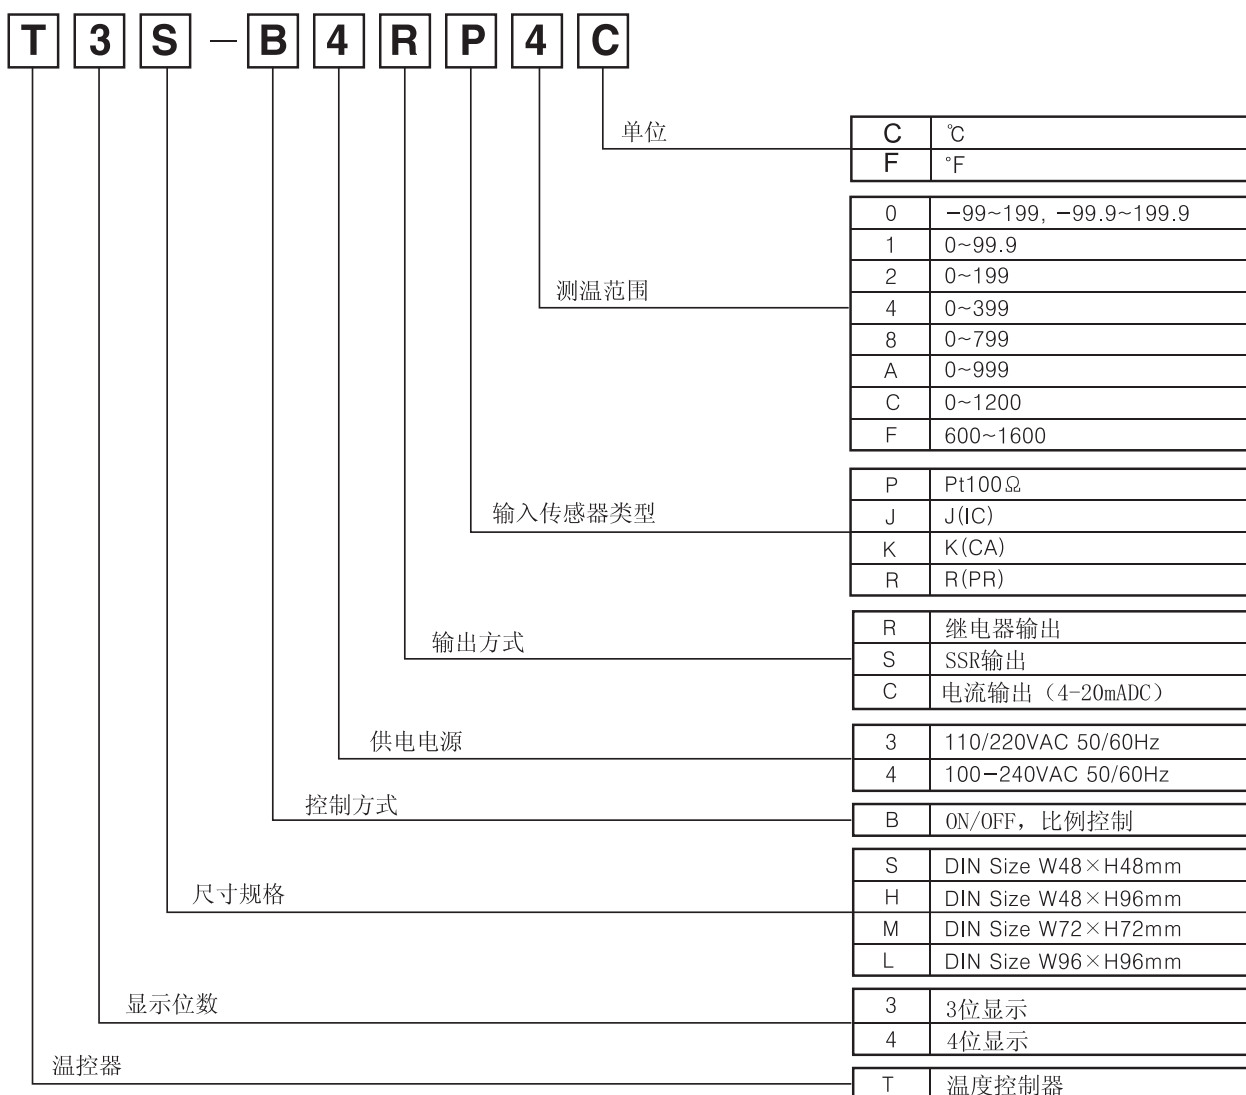 T 3 S - B 4 R P 4 C
单位
C ℃
F °F
测温范围
0 -99~199, -99.9~199.9
1 0~99.9
2 0~199
4 0~399
8 0~799
A 0~999
C 0~1200
F 600~1600
输入传感器类型
P Pt100Ω
J J(IC)
K K(CA)
R R(PR)
输出方式
R 继电器输出
S SSR输出
C 电流输出（4-20mADC）
供电电源
3 110/220VAC 50/60Hz
4 100-240VAC 50/60Hz
控制方式
B ON/OFF，比例控制
尺寸规格
S DIN Size W48×H48mm
H DIN Size W48×H96mm
M DIN Size W72×H72mm
L DIN Size W96×H96mm
显示位数
3 3位显示
4 4位显示
温控器
T 温度控制器